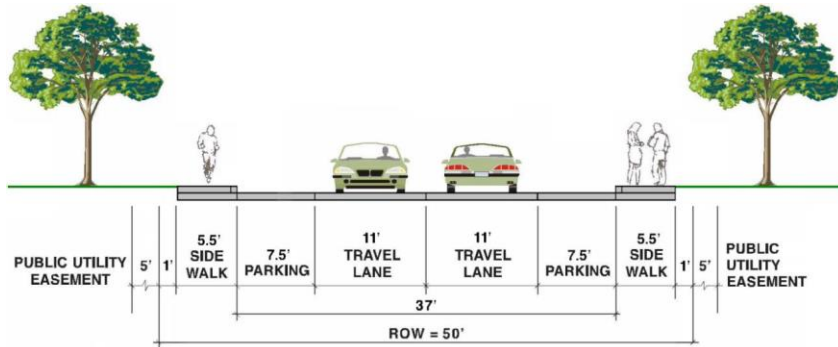 PUBLIC UTILITY
EASEMENT
5'
1'
5.5'
SIDE
WALK
7.5'
PARKING
11'
TRAVEL
LANE
11'
TRAVEL
LANE
7.5'
PARKING
5.5'
SIDE
WALK
1'
5'
PUBLIC
UTILITY
EASEMENT
37'
ROW = 50'